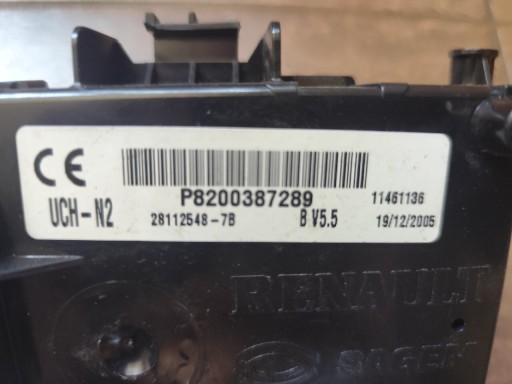 CE
P8200387289
11461136
UCH-N2
28112548-7B
B V5.5
19/12/2005
RENAULT
SAGEM